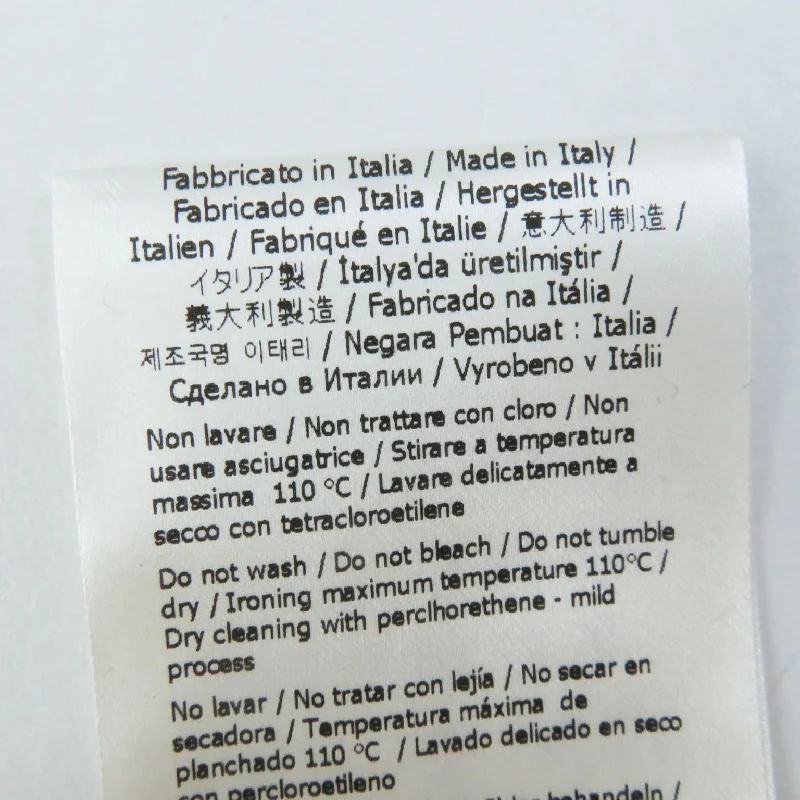 Fabbricato in Italia / Made in Italy /
Fabricado en Italia / Hergestellt in
Italien / Fabriqué en Italie / 意大利制造 /
イタリア製 / İtalya'da üretilmiştir /
義大利製造 / Fabricado na Itália /
제조국명 이태리 / Negara Pembuat : Italia /
Сделано в Италии / Vyrobeno v Itálii
Non lavare / Non trattare con cloro / Non
usare asciugatrice / Stirare a temperatura
massima 110 °C / Lavare delicatamente a
secco con tetracloroetilene
Do not wash / Do not bleach / Do not tumble
dry / Ironing maximum temperature 110°C /
Dry cleaning with perclhorethene - mild
process
No lavar / No tratar con lejía / No secar en
secadora / Temperatura máxima de
planchado 110 °C / Lavado delicado en seco
con percloroetileno
behandeln /